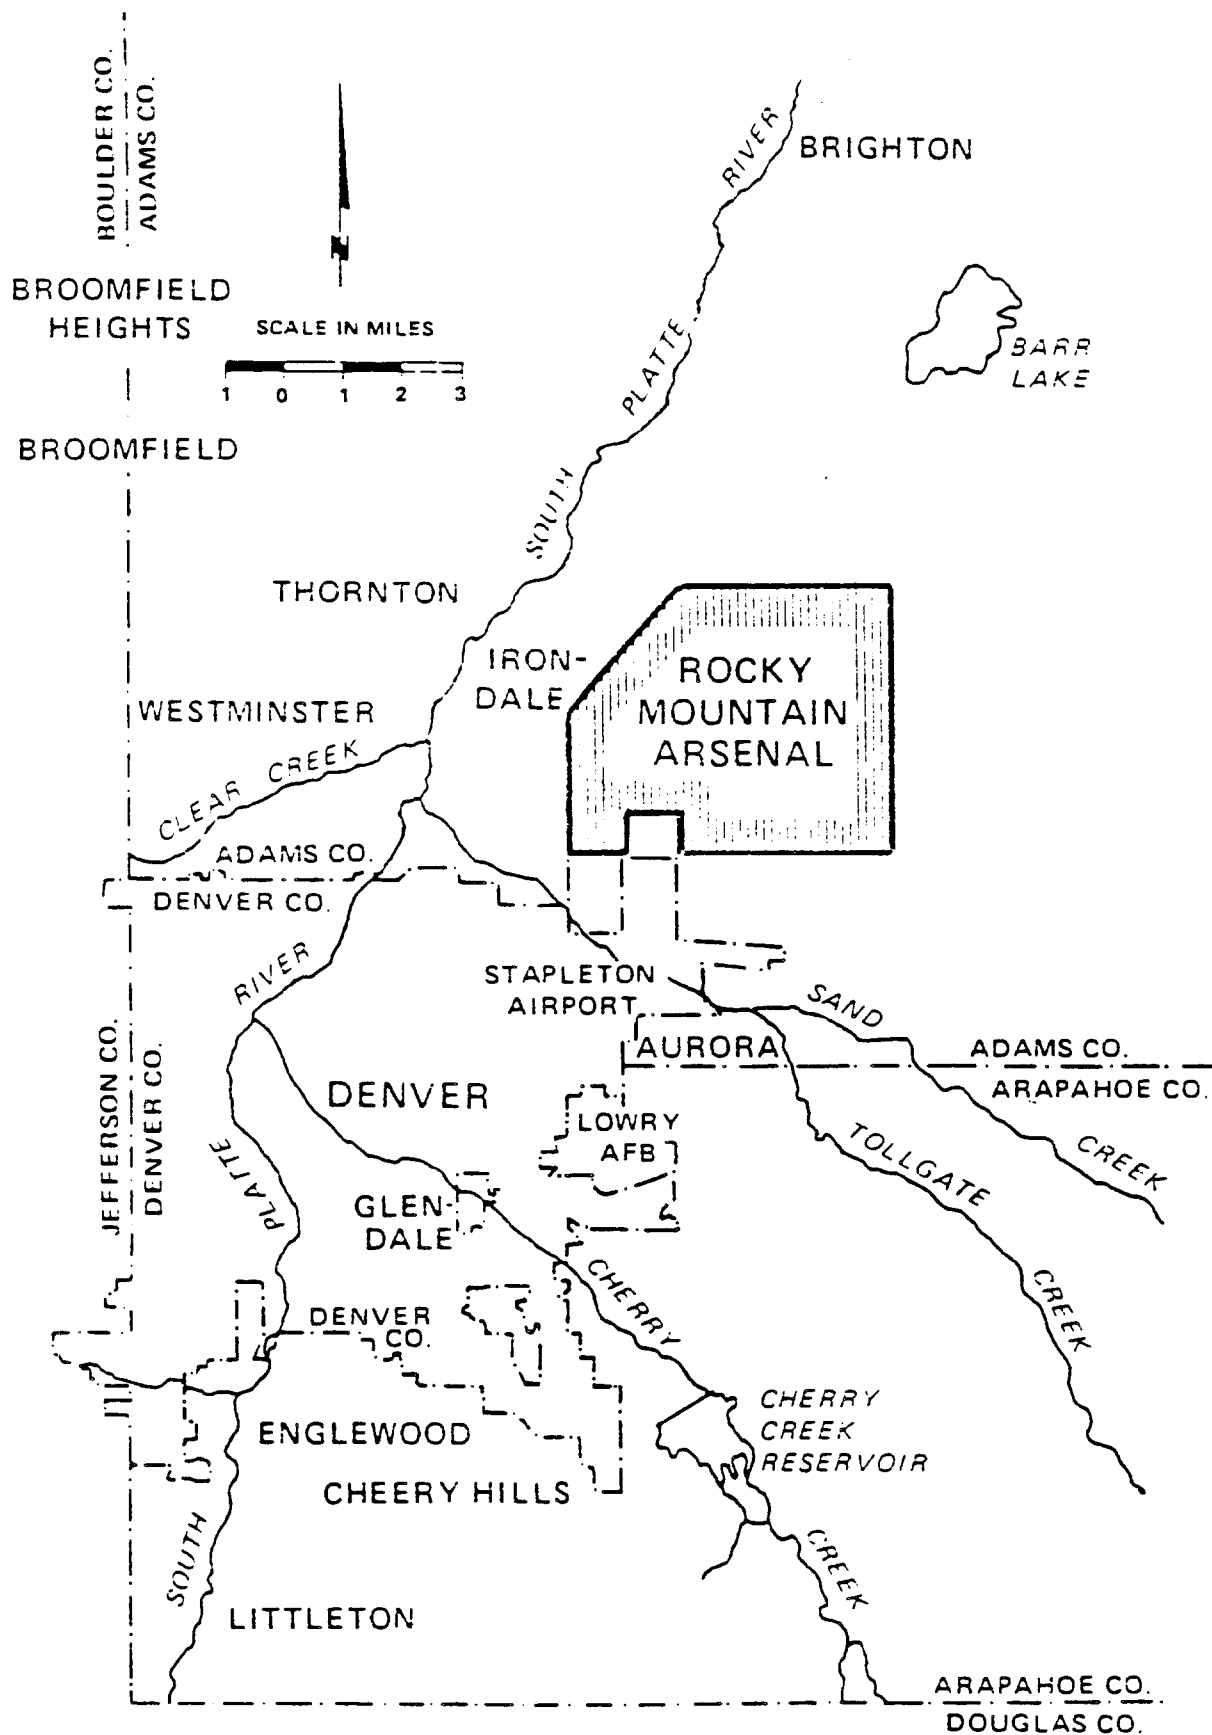 BOULDER CO.
ADAMS CO.
RIVER
BRIGHTON
N
BROOMFIELD
HEIGHTS
SCALE IN MILES
1 0 1 2 3
PLATTE
BARR
LAKE
BROOMFIELD
SOUTH
THORNTON
IRON-
DALE
ROCKY
MOUNTAIN
ARSENAL
WESTMINSTER
CLEAR CREEK
ADAMS CO.
DENVER CO.
RIVER
STAPLETON
AIRPORT
SAND
AURORA
ADAMS CO.
ARAPAHOE CO.
JEFFERSON CO.
DENVER CO.
DENVER
LOWRY
AFB
TOLLGATE
CREEK
PLATTE
GLEN-
DALE
CHERRY
CREEK
DENVER
CO.
CHERRY
CREEK
RESERVOIR
ENGLEWOOD
CHEERY HILLS
SOUTH
CREEK
LITTLETON
ARAPAHOE CO.
DOUGLAS CO.